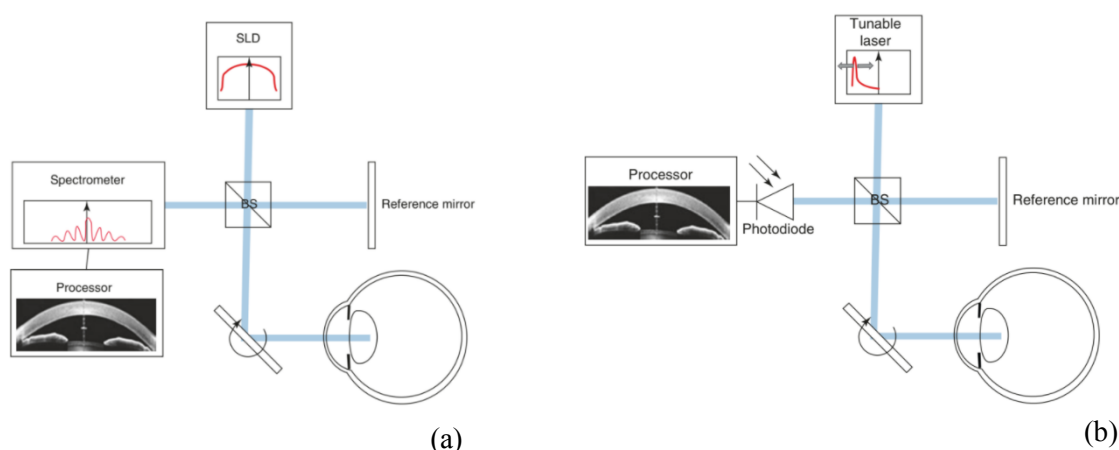 SLD
Spectrometer
BS
Reference mirror
Processor
(a)
Tunable
laser
Processor
BS
Reference mirror
Photodiode
(b)